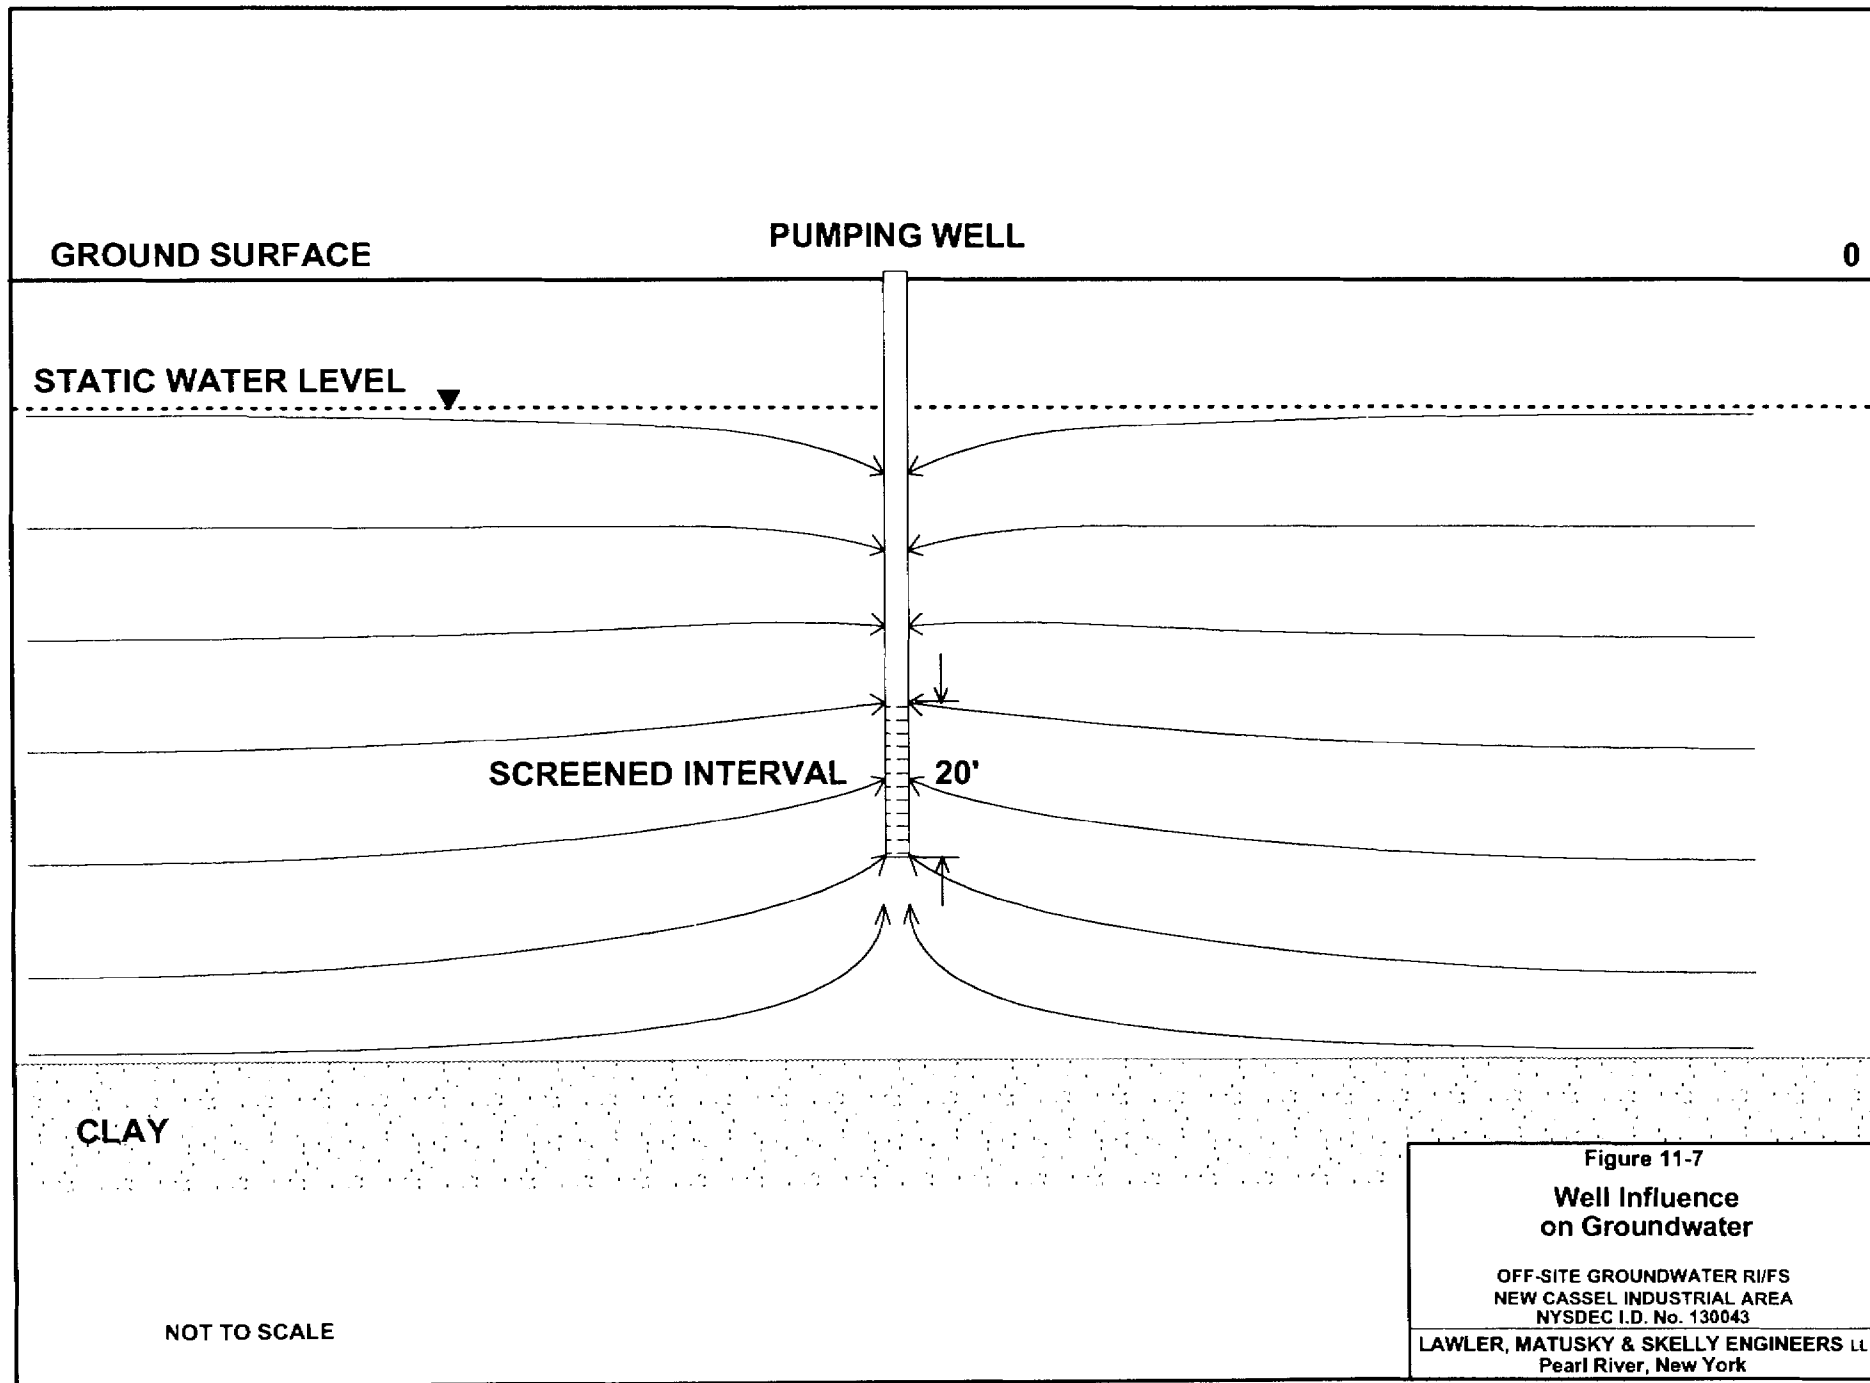 PUMPING WELL
GROUND SURFACE
0
STATIC WATER LEVEL
SCREENED INTERVAL
20'
CLAY
NOT TO SCALE
Figure 11-7
Well Influence
on Groundwater
OFF-SITE GROUNDWATER RI/FS
NEW CASSEL INDUSTRIAL AREA
NYSDEC I.D. No. 130043
LAWLER, MATUSKY & SKELLY ENGINEERS
Pearl River, New York